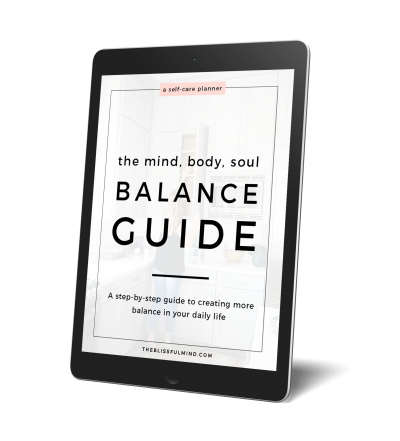 a self-care planner
the mind, body, soul
BALANCE
GUIDE
A step-by-step guide to creating more
balance in your daily life
THEBLISSFULMIND.COM